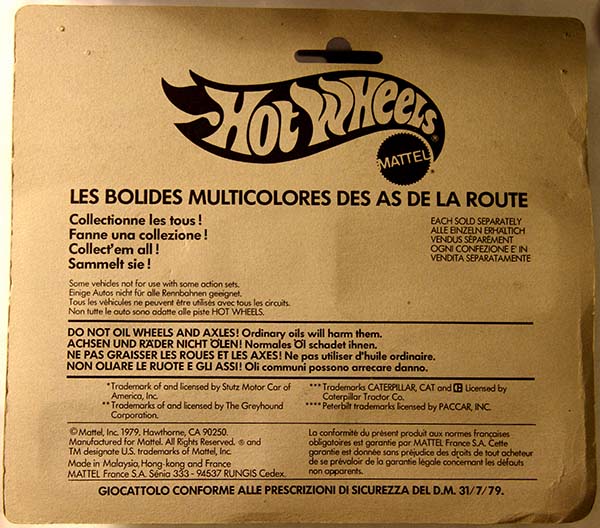 HOT WHEELS®
MATTEL
LES BOLIDES MULTICOLORES DES AS DE LA ROUTE
Collectionne les tous !
Fanne una collezione !
Collect'em all !
Sammelt sie !
EACH SOLD SEPARATELY
ALLE EINZELN ERHÄLTICH
VENDUS SÉPARÉMENT
OGNI CONFEZIONE E' IN
VENDITA SEPARATAMENTE
Some vehicles not for use with some action sets.
Einige Autos nicht für alle Rennbahnen geeignet.
Tous les véhicules ne peuvent être utilisés avec tous les circuits.
Non tutte le auto sono adatte alle piste HOT WHEELS.
DO NOT OIL WHEELS AND AXLES! Ordinary oils will harm them.
ACHSEN UND RÄDER NICHT ÖLEN! Normales Öl schadet ihnen.
NE PAS GRAISSER LES ROUES ET LES AXES! Ne pas utiliser d'huile ordinaire.
NON OLIARE LE RUOTE E GLI ASSI! Oli communi possono arrecare danno.
*Trademark of and licensed by Stutz Motor Car of
America, Inc.
**Trademarks of and licensed by The Greyhound
Corporation.
***Trademarks CATERPILLAR, CAT and C Licensed by
Caterpillar Tractor Co.
****Peterbilt trademarks licensed by PACCAR, INC.
© Mattel, Inc. 1979. Hawthorne, CA 90250.
Manufactured for Mattel. All Rights Reserved. ® and
TM designate U.S. trademarks of Mattel, Inc.
Made in Malaysia, Hong-kong and France
MATTEL France S.A. Sénia 333 - 94537 RUNGIS Cedex.
La conformité du présent produit aux normes françaises
obligatoires est garantie par MATTEL France S.A. Cette
garantie est donnée sans préjudice des droits de tout acheteur
de se prévaloir de la garantie légale concernant les défauts
non apparents.
GIOCATTOLO CONFORME ALLE PRESCRIZIONI DI SICUREZZA DEL D.M. 31/7/79.